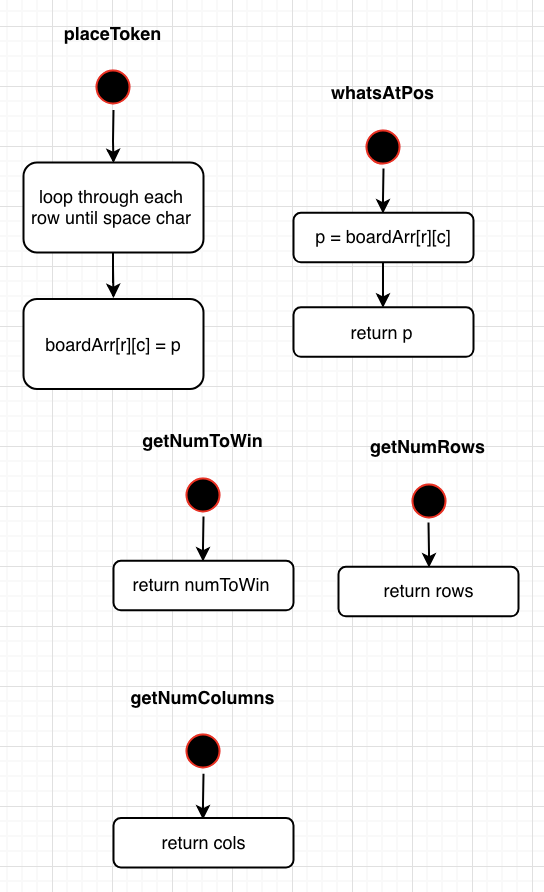 placeToken
loop through each
row until space char
boardArr[r][c] = p
whatsAtPos
p = boardArr[r][c]
return p
getNumToWin
return numToWin
getNumRows
return rows
getNumColumns
return cols